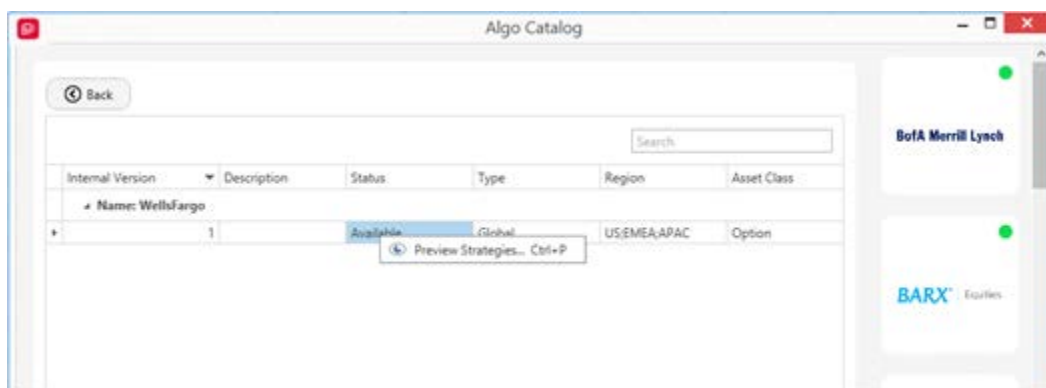 Algo Catalog
Back
Search
BofA Merrill Lynch
Internal Version Description Status Type Region Asset Class
Name: WellsFargo
1 Available Global US;EMEA;APAC Option
Preview Strategies... Ctrl+P
BARX Equities